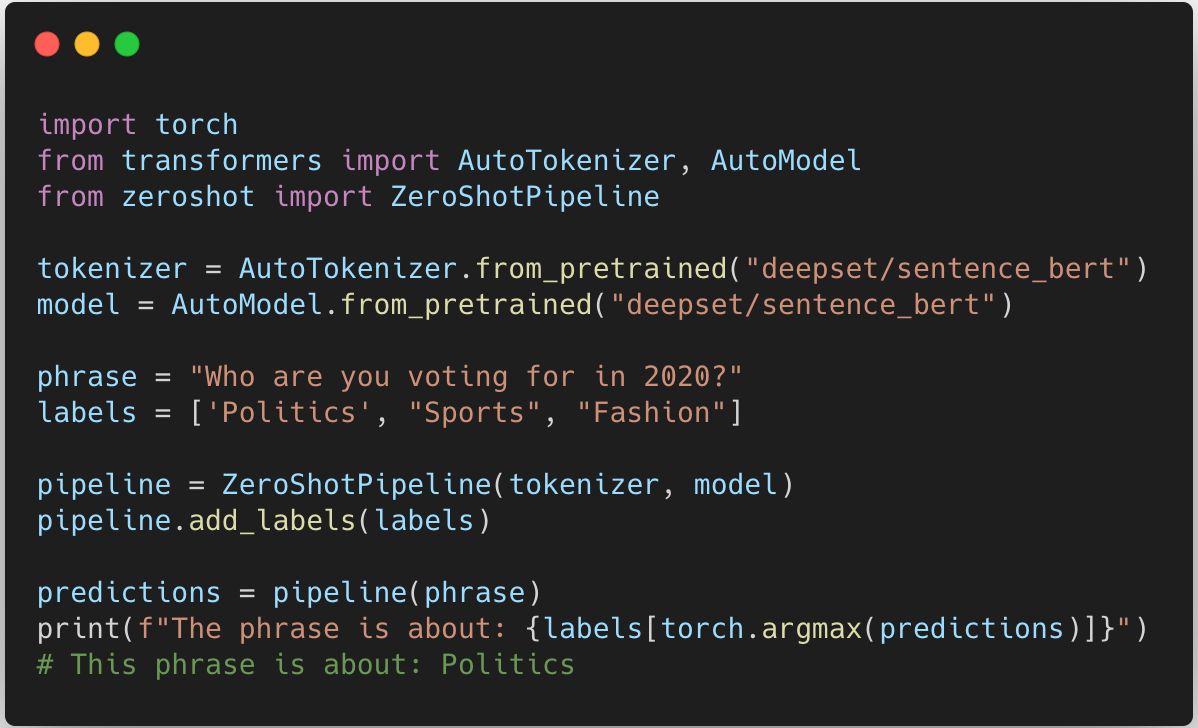 import torch
from transformers import AutoTokenizer, AutoModel
from zeroshot import ZeroShotPipeline
tokenizer = AutoTokenizer.from_pretrained("deepset/sentence_bert")
model = AutoModel.from_pretrained("deepset/sentence_bert")
phrase = "Who are you voting for in 2020?"
labels = ['Politics', "Sports", "Fashion"]
pipeline = ZeroShotPipeline(tokenizer, model)
pipeline.add_labels(labels)
predictions = pipeline(phrase)
print(f"The phrase is about: {labels[torch.argmax(predictions)]}")
# This phrase is about: Politics